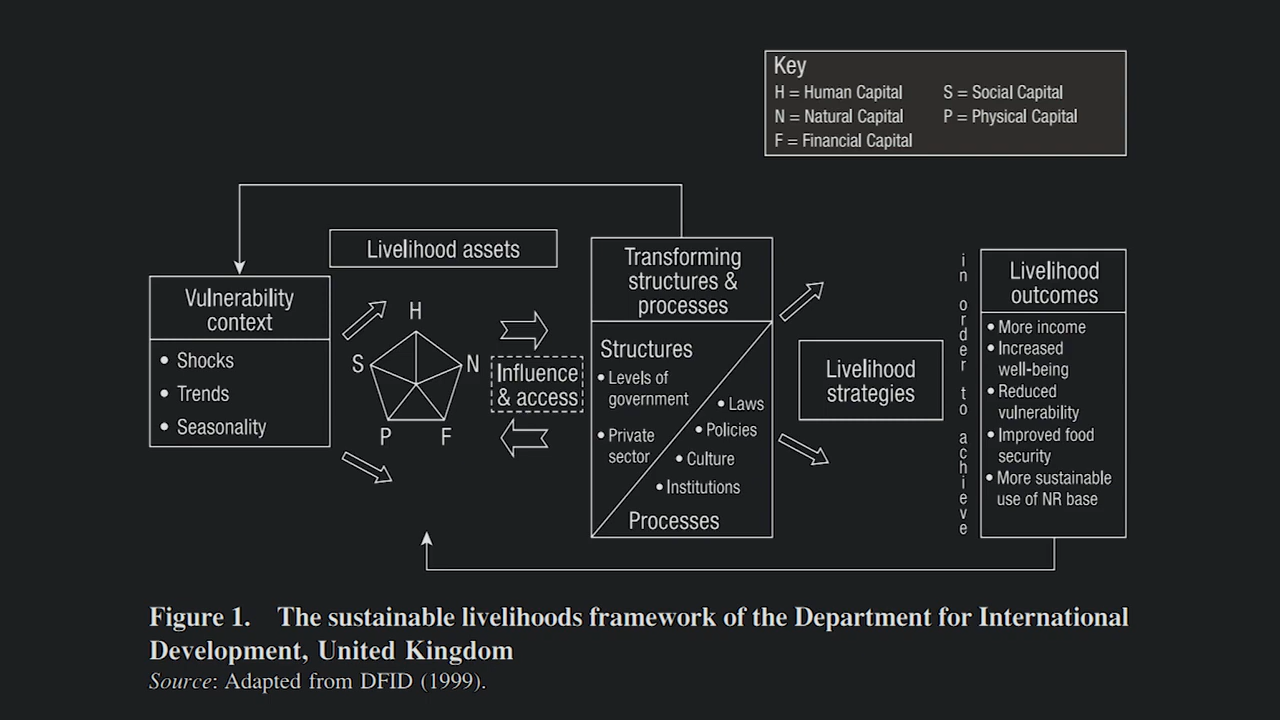 Key
H = Human Capital
S = Social Capital
N = Natural Capital
P = Physical Capital
F = Financial Capital
Livelihood assets
Vulnerability
context
• Shocks
• Trends
• Seasonality
H
S
N
P
F
Influence
& access
Transforming
structures &
processes
Structures
• Levels of
government
• Private
sector
• Laws
• Policies
• Culture
• Institutions
Processes
Livelihood
strategies
in order to achieve
Livelihood
outcomes
• More income
• Increased
well-being
• Reduced
vulnerability
• Improved food
security
• More sustainable
use of NR base
Figure 1. The sustainable livelihoods framework of the Department for International
Development, United Kingdom
Source: Adapted from DFID (1999).